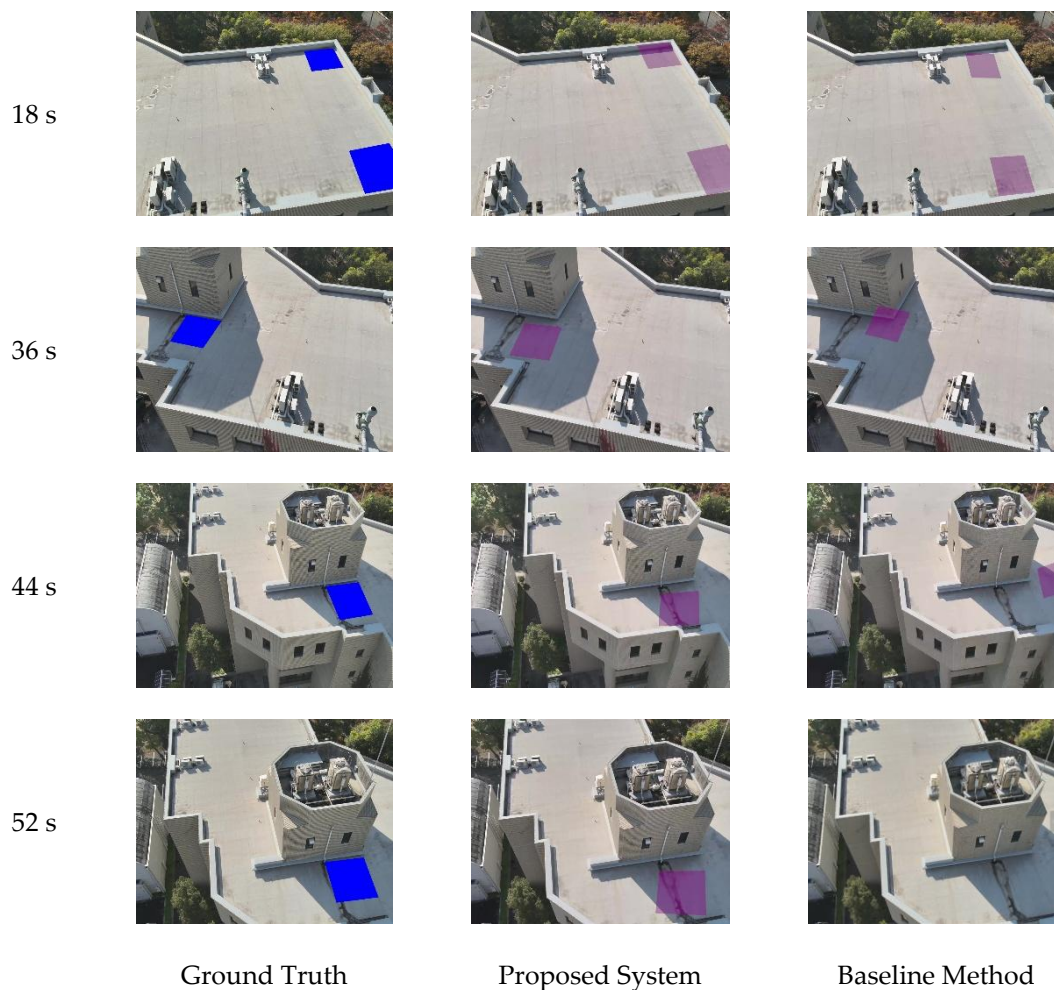 18 s
36 s
44 s
52 s
Ground Truth
Proposed System
Baseline Method